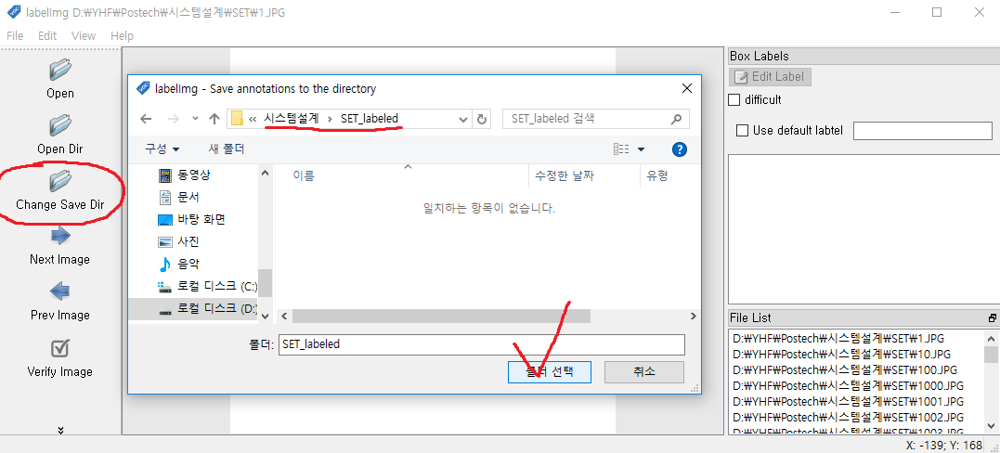 labelImg D:₩YHF₩Postech₩시스템설계₩SET₩1.JPG
File Edit View Help
Open
Open Dir
Change Save Dir
Next Image
Prev Image
Verify Image
labelImg - Save annotations to the directory
« 시스템설계 > SET_labeled
SET_labeled 검색
구성 새 폴더
동영상
문서
바탕 화면
사진
음악
로컬 디스크 (C:)
로컬 디스크 (D:
이름 수정한 날짜 유형
일치하는 항목이 없습니다.
폴더: SET_labeled
폴더 선택 취소
Box Labels
Edit Label
difficult
Use default labtel
File List
D:₩YHF₩Postech₩시스템설계₩SET₩1.JPG
D:₩YHF₩Postech₩시스템설계₩SET₩10.JPG
D:₩YHF₩Postech₩시스템설계₩SET₩100.JPG
D:₩YHF₩Postech₩시스템설계₩SET₩1000.JPG
D:₩YHF₩Postech₩시스템설계₩SET₩1001.JPG
D:₩YHF₩Postech₩시스템설계₩SET₩1002.JPG
D:₩YHF₩Postech₩시스템설계₩SET₩1003.JPG
X: -139; Y: 168